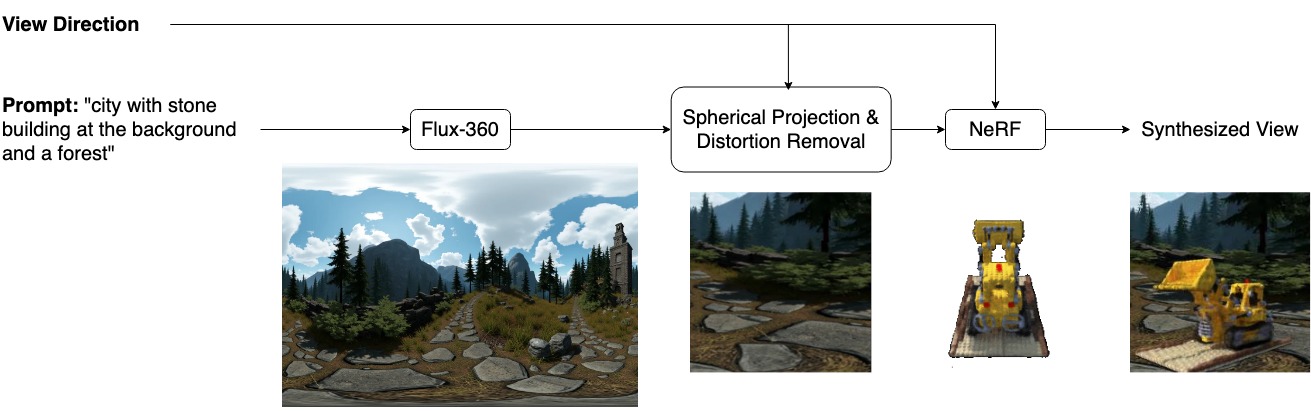 View Direction
Prompt: "city with stone
building at the background
and a forest"
Flux-360
Spherical Projection &
Distortion Removal
NeRF
Synthesized View